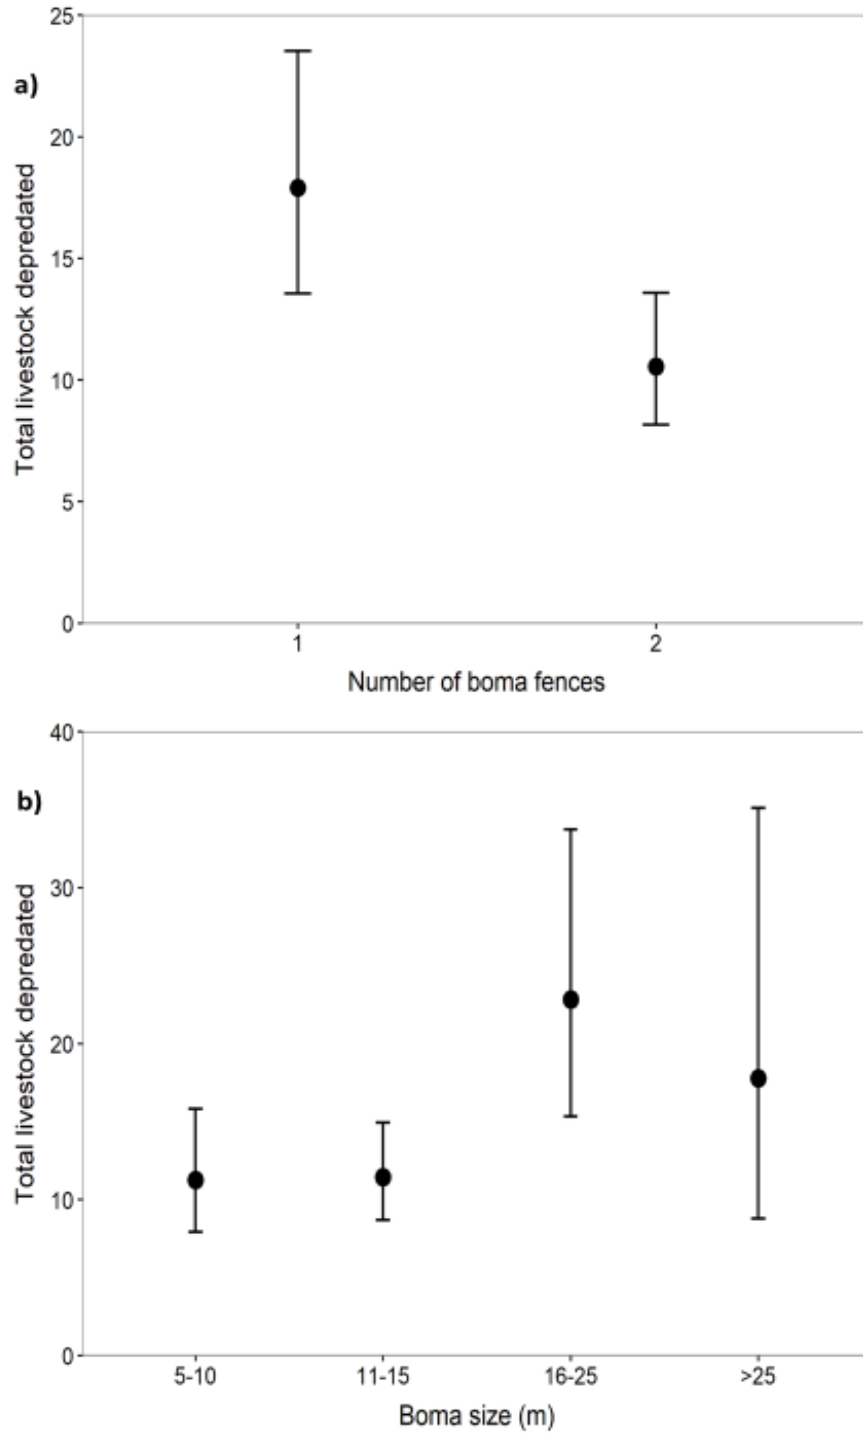 a)
Total livestock depredated
25
20
15
10
5
0
1 2
Number of boma fences
b)
Total livestock depredated
40
30
20
10
0
5-10 11-15 16-25 >25
Boma size (m)